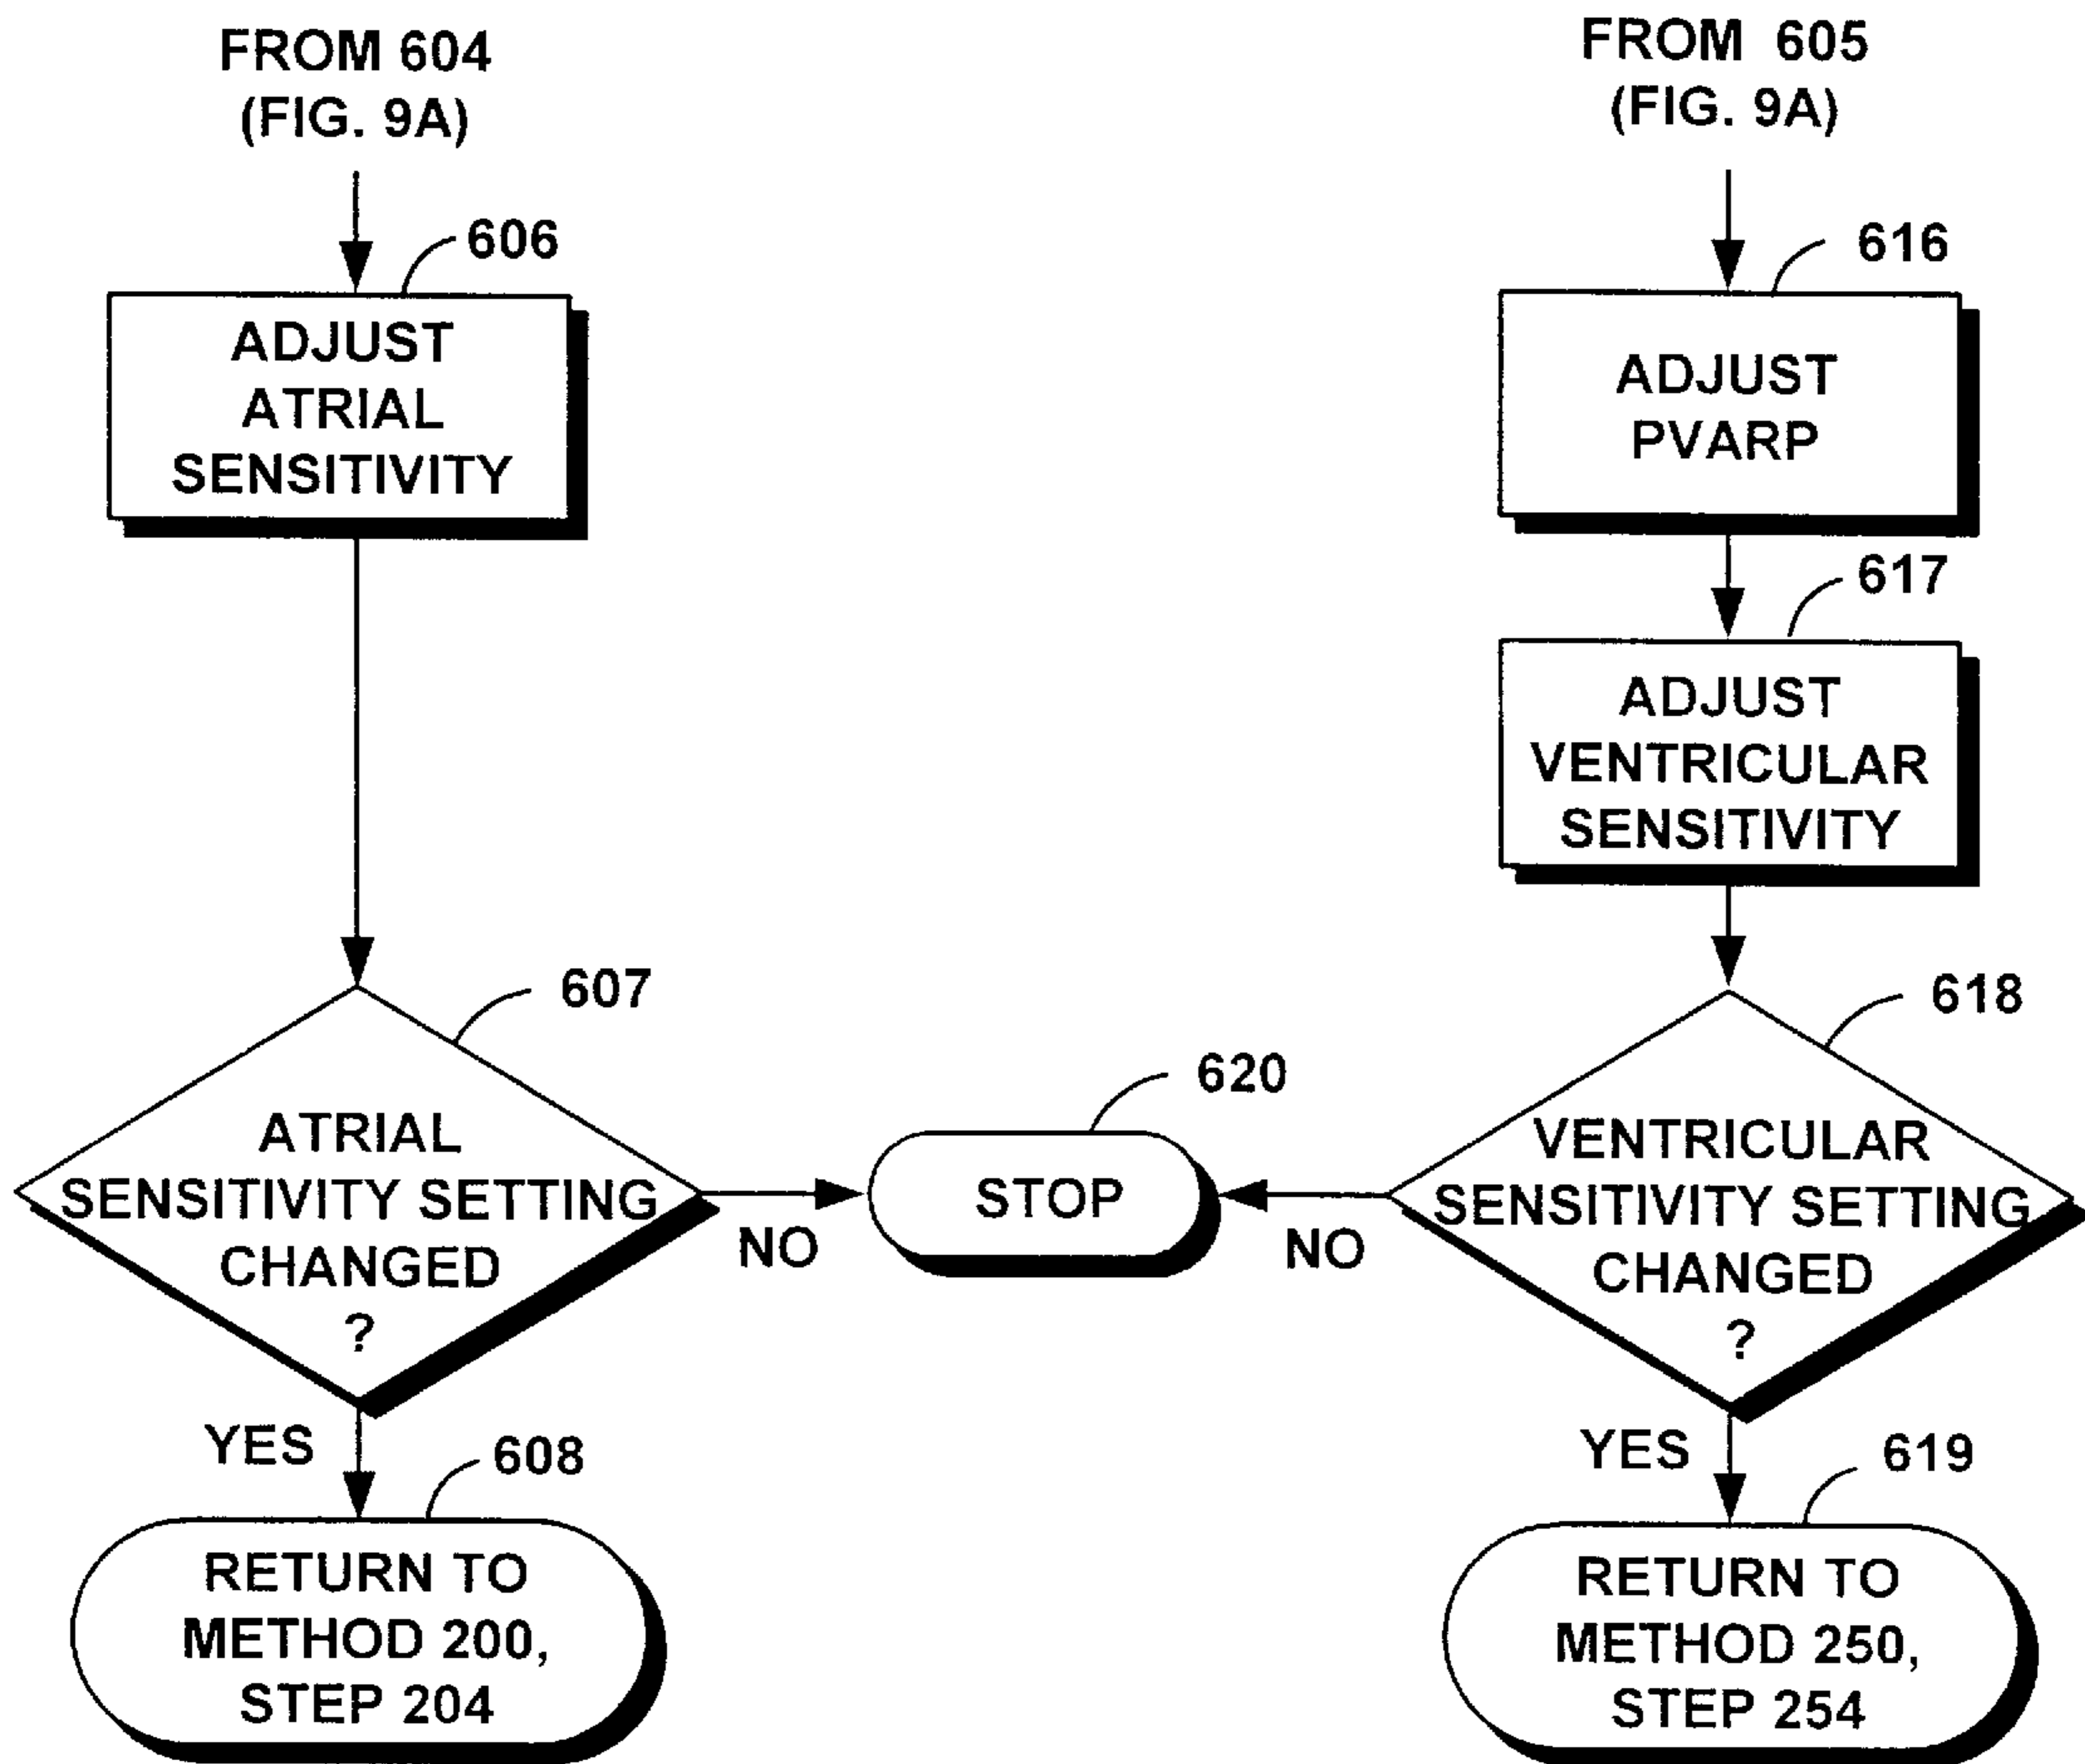 FROM 604
(FIG. 9A)
606
ADJUST
ATRIAL
SENSITIVITY
607
ATRIAL
SENSITIVITY SETTING
CHANGED
?
NO
YES
608
RETURN TO
METHOD 200,
STEP 204
620
STOP
FROM 605
(FIG. 9A)
616
ADJUST
PVARP
617
ADJUST
VENTRICULAR
SENSITIVITY
618
VENTRICULAR
SENSITIVITY SETTING
CHANGED
?
NO
YES
619
RETURN TO
METHOD 250,
STEP 254